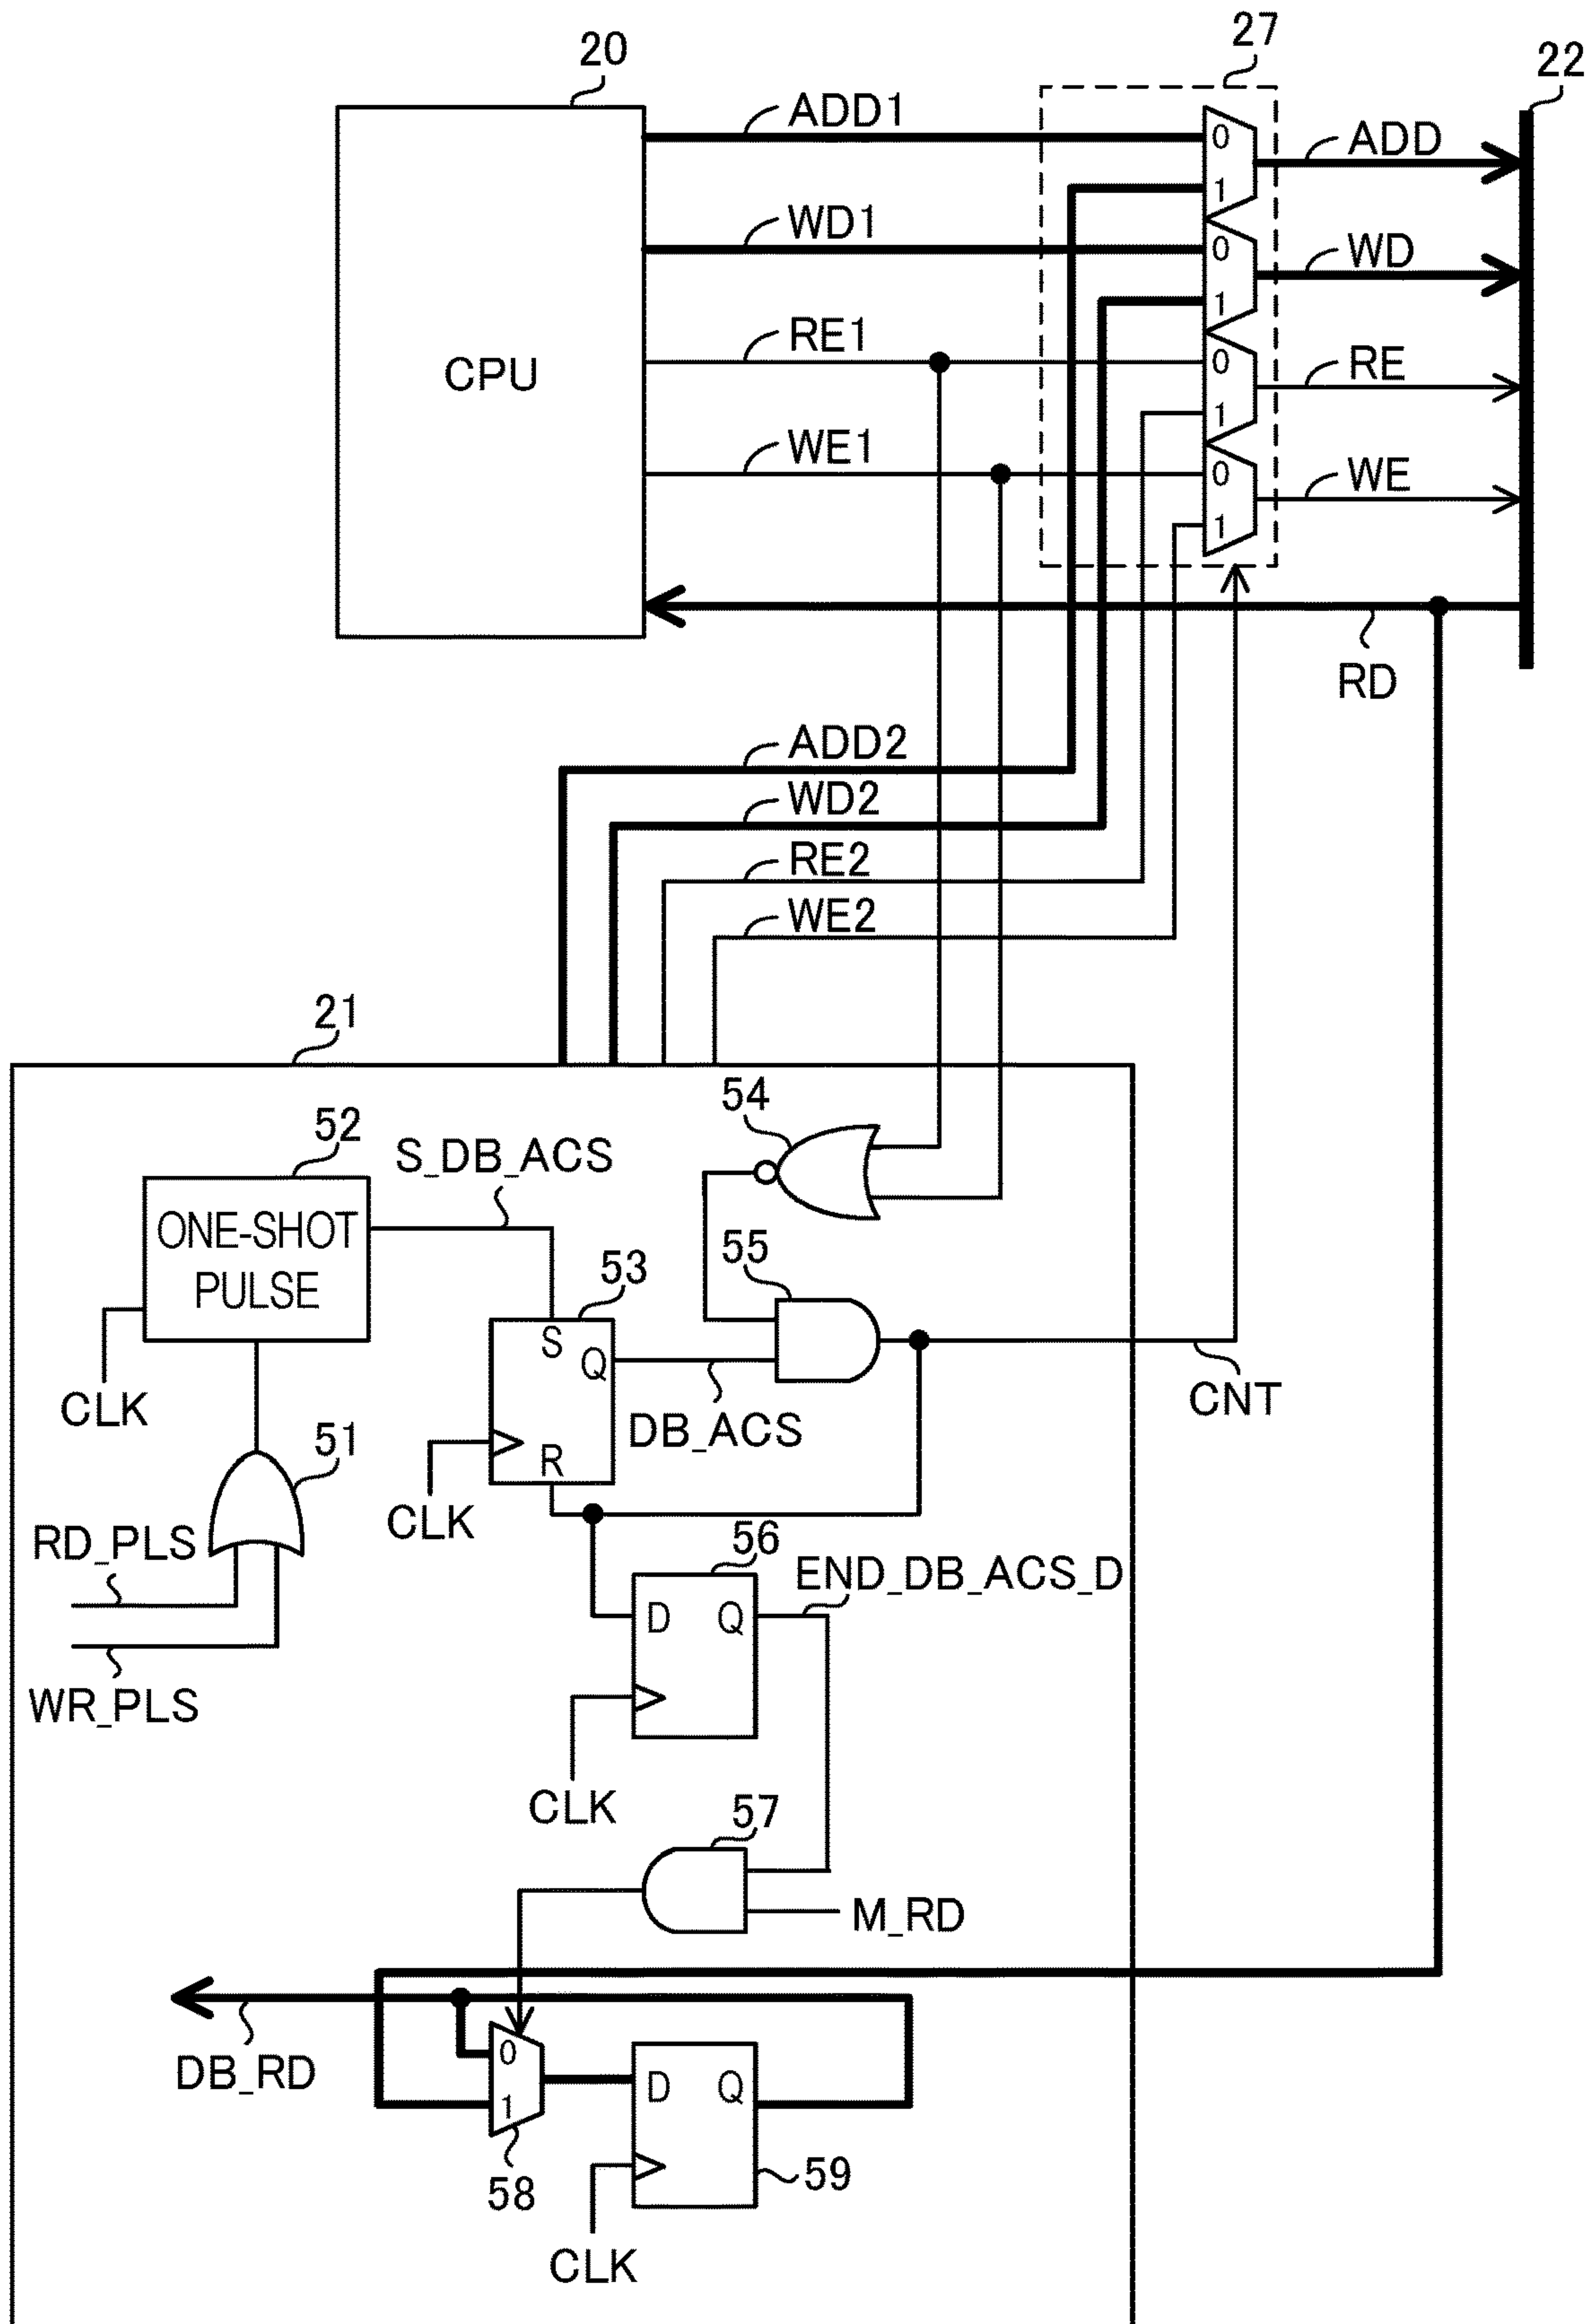 27
20
22
ADD1
0
ADD
1
WD1
0
WD
1
RE1
0
RE
CPU
1
WE1
0
WE
1
RD
ADD2
WD2
RE2
WE2
21
54
52
S_DB_ACS
ONE-SHOT
PULSE
55
53
S
Q
CLK
CNT
DB_ACS
51
R
CLK
RD_PLS
56
END_DB_ACS_D
D
Q
WR_PLS
CLK
57
M_RD
0
DB_RD
D
Q
1
58
59
CLK